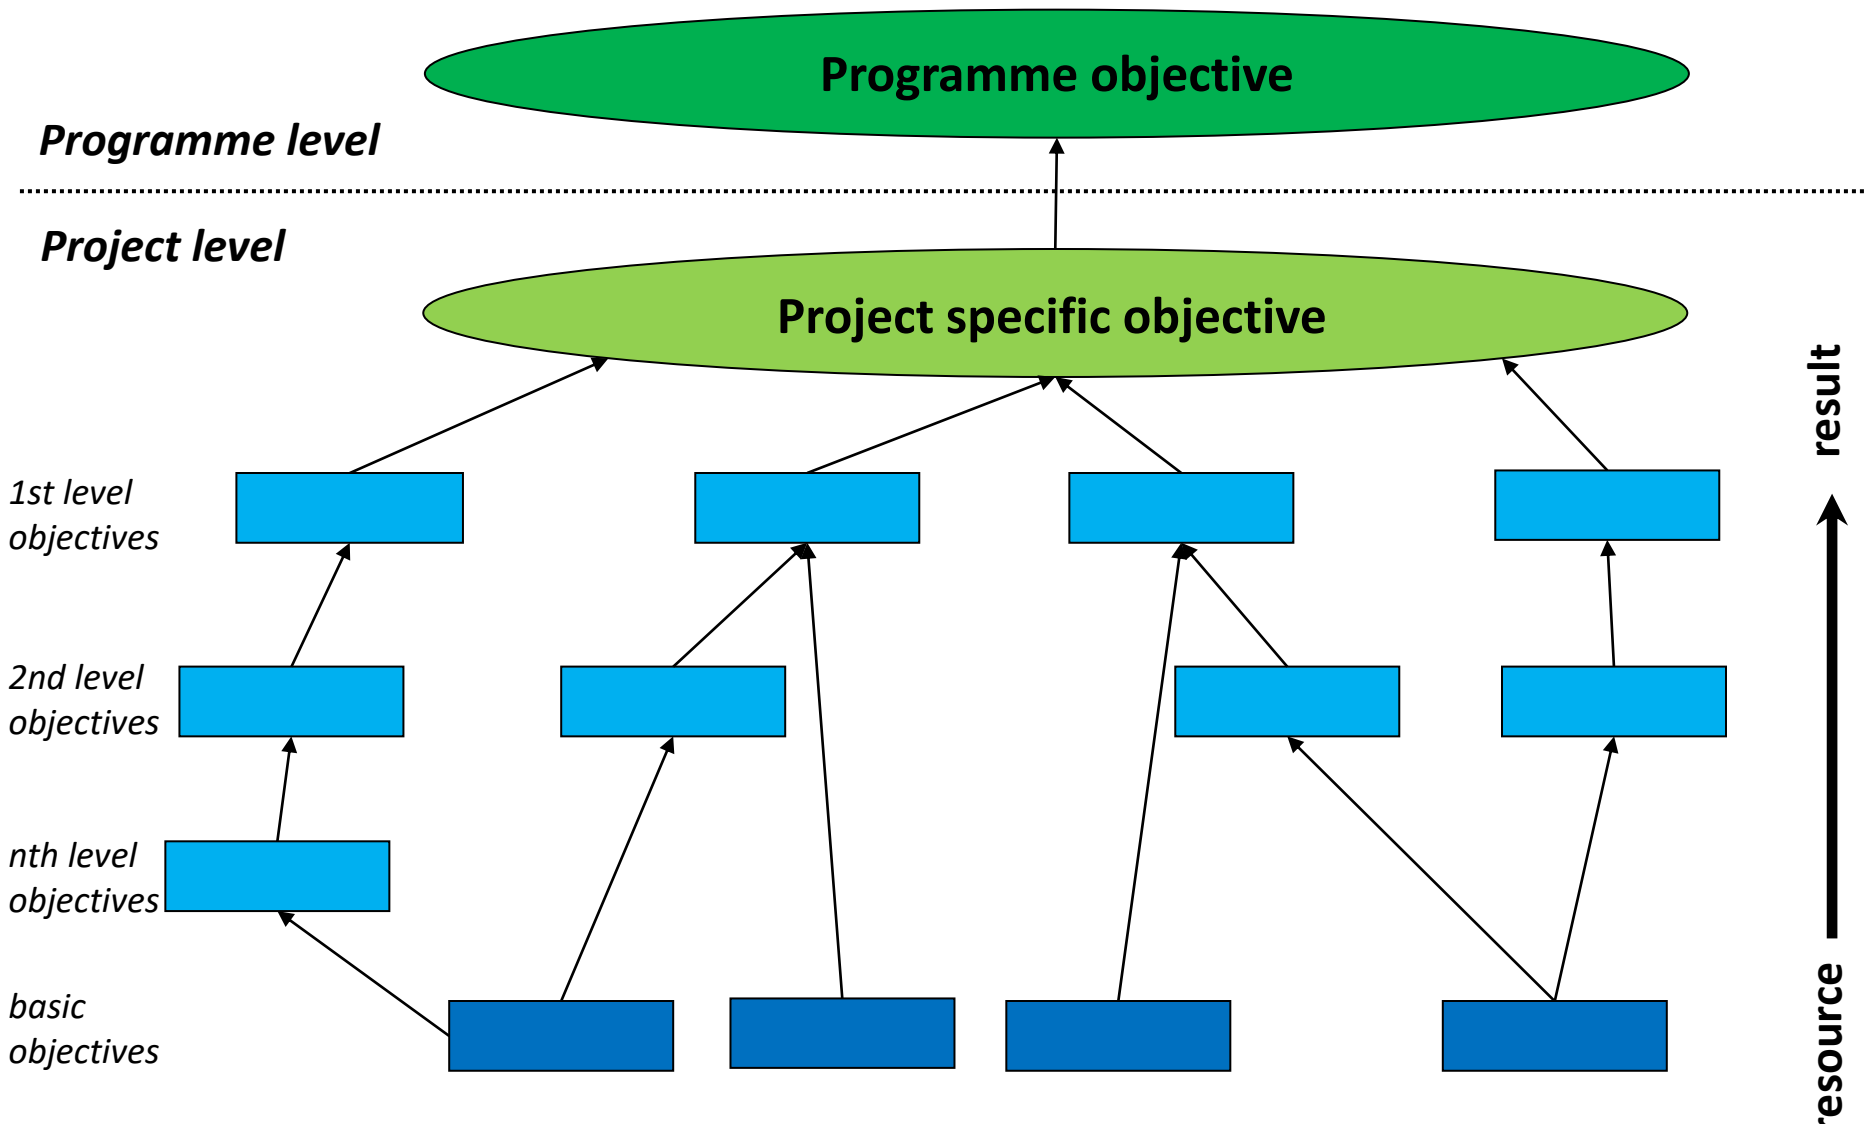 Programme objective
Programme level
Project level
Project specific objective
result
1st level
objectives
2nd level
objectives
nth level
objectives
basic
objectives
resource